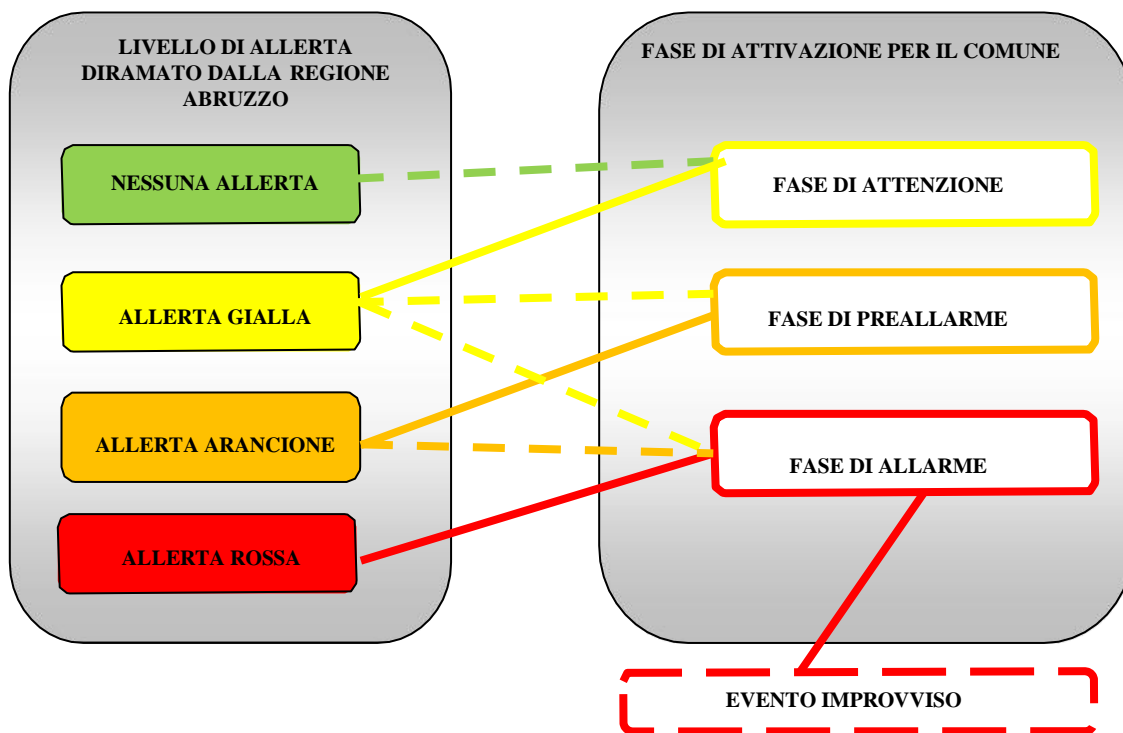 LIVELLO DI ALLERTA
DIRAMATO DALLA REGIONE
ABRUZZO
NESSUNA ALLERTA
ALLERTA GIALLA
ALLERTA ARANCIONE
ALLERTA ROSSA
FASE DI ATTIVAZIONE PER IL COMUNE
FASE DI ATTENZIONE
FASE DI PREALLARME
FASE DI ALLARME
EVENTO IMPROVVISO